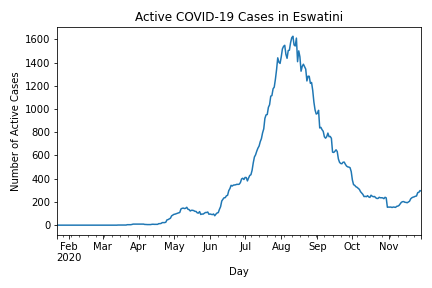 Active COVID-19 Cases in Eswatini
Number of Active Cases
1600
1400
1200
1000
800
600
400
200
0
Feb Mar Apr May Jun Jul Aug Sep Oct Nov
2020
Day